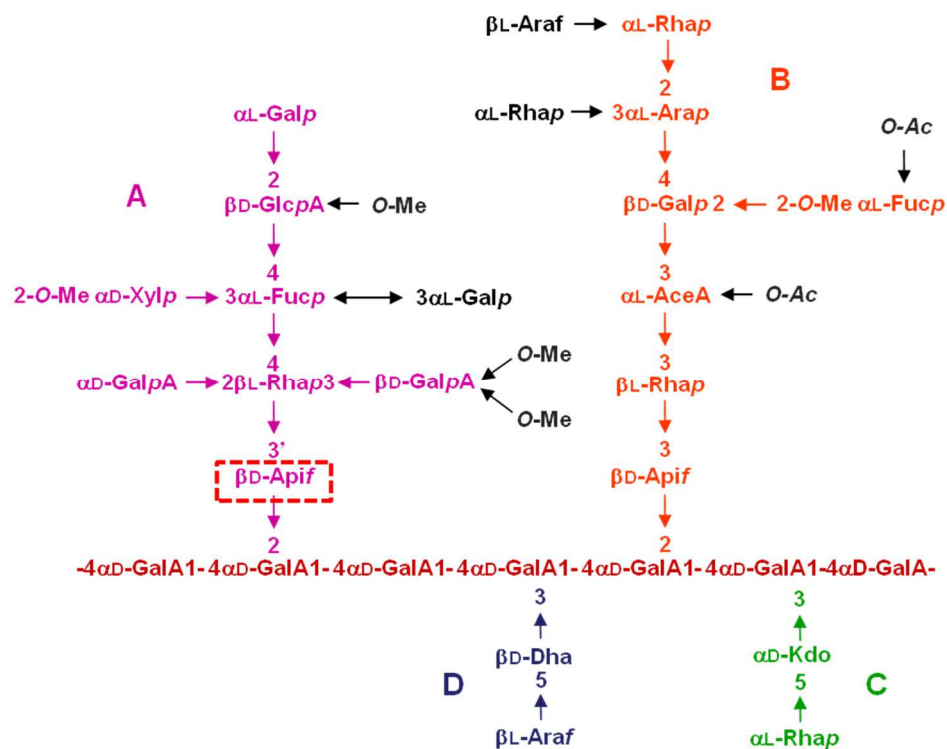 βL-Araf αL-Rhap
B
2
αL-Galp αL-Rhap 3αL-Arap
O-Ac
A
2 4
βD-GlcpA O-Me βD-Galp 2 2-O-Me αL-Fucp
4 3
2-O-Me αD-Xylp 3αL-Fucp 3αL-Galp αL-AceA O-Ac
O-Me
4 3
αD-GalpA 2βL-Rhap3 βD-GalpA βL-Rhap
O-Me
3' 3
βD-Apif βD-Apif
2 2
-4αD-GalA1-4αD-GalA1-4αD-GalA1-4αD-GalA1-4αD-GalA1-4αD-GalA1-4αD-GalA-
3 3
βD-Dha αD-Kdo
D 5 5 C
βL-Araf αL-Rhap